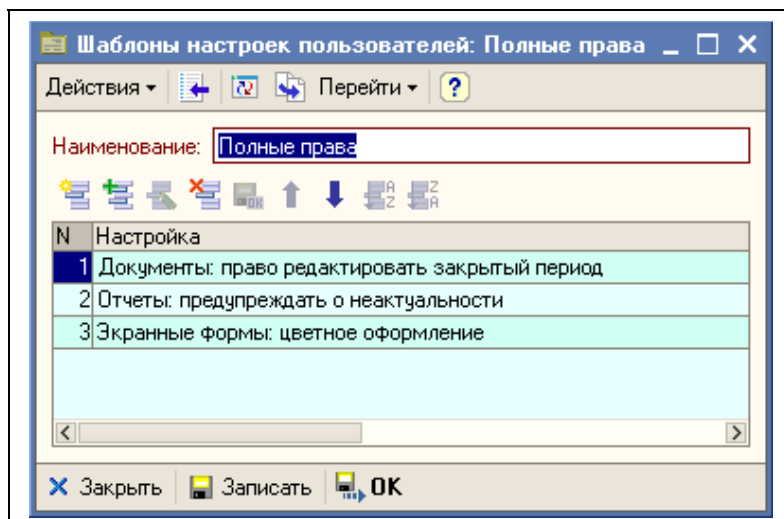 Шаблоны настроек пользователей: Полные права
Действия Перейти ?
Наименование: Полные права
N Настройка
1 Документы: право редактировать закрытый период
2 Отчеты: предупреждать о неактуальности
3 Экранные формы: цветное оформление
Закрыть Записать OK